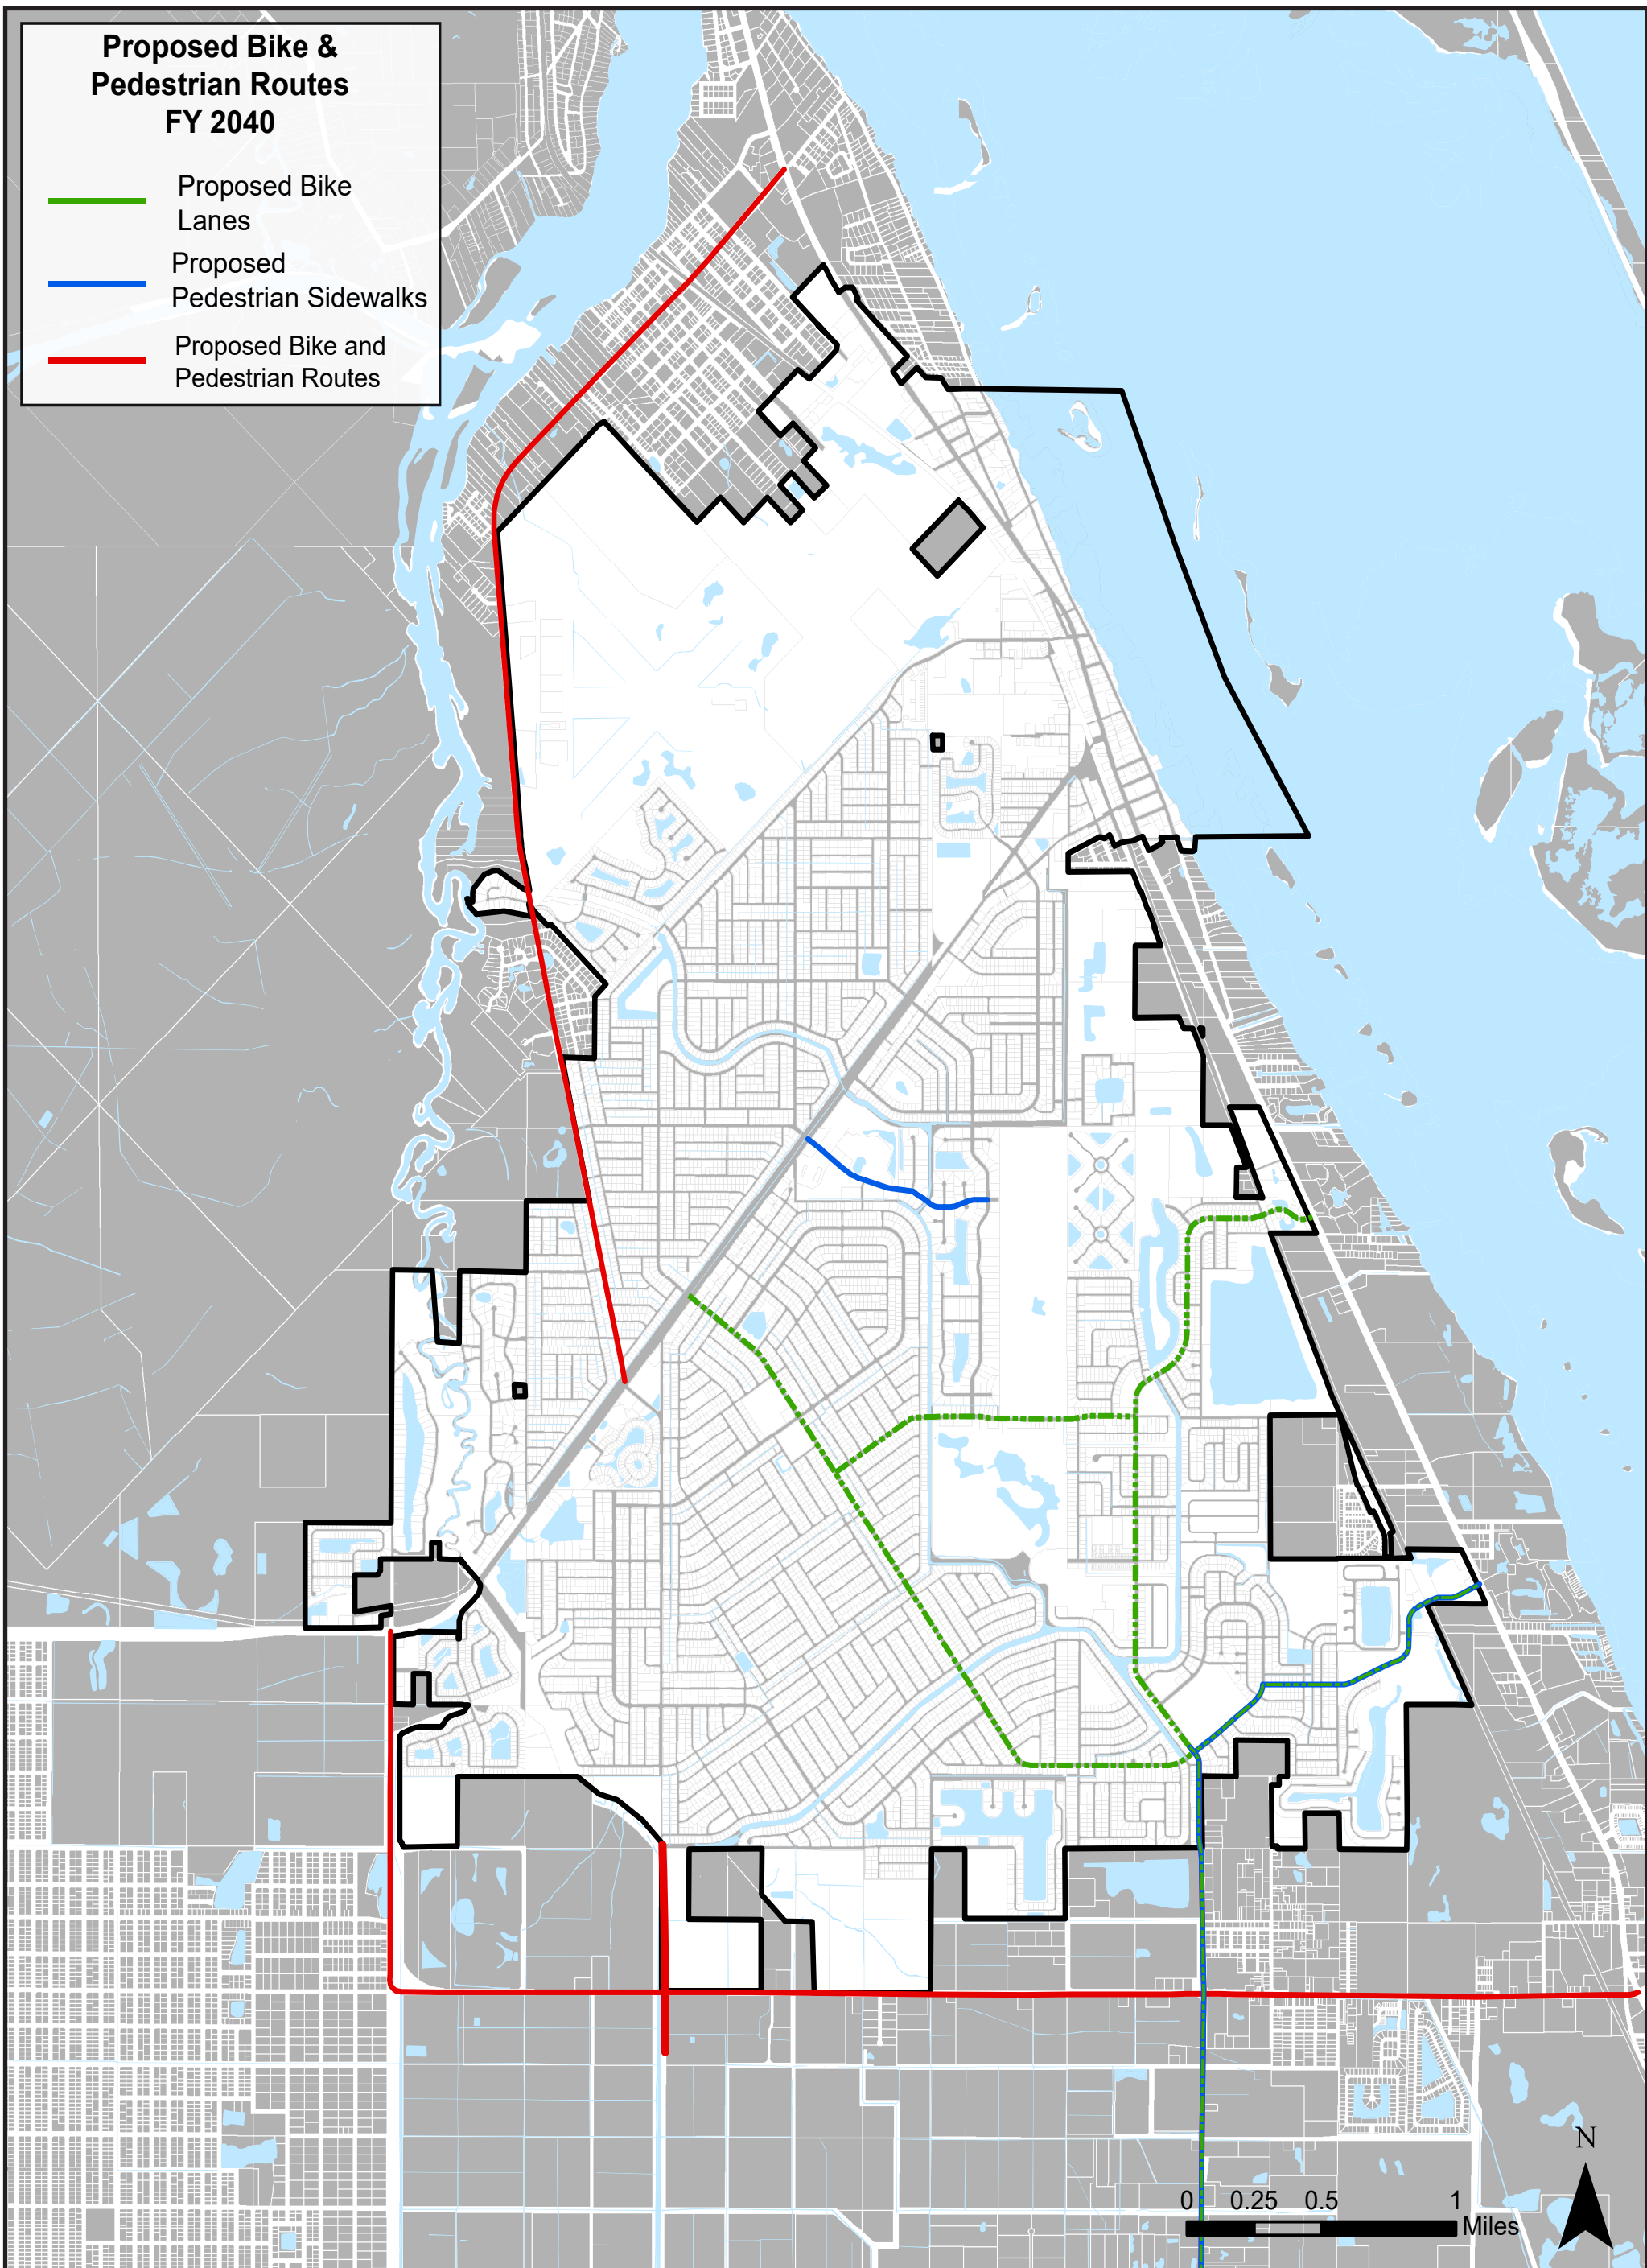 Proposed Bike &
Pedestrian Routes
FY 2040
Proposed Bike
Lanes
Proposed
Pedestrian Sidewalks
Proposed Bike and
Pedestrian Routes
N
0 0.25 0.5 1
Miles